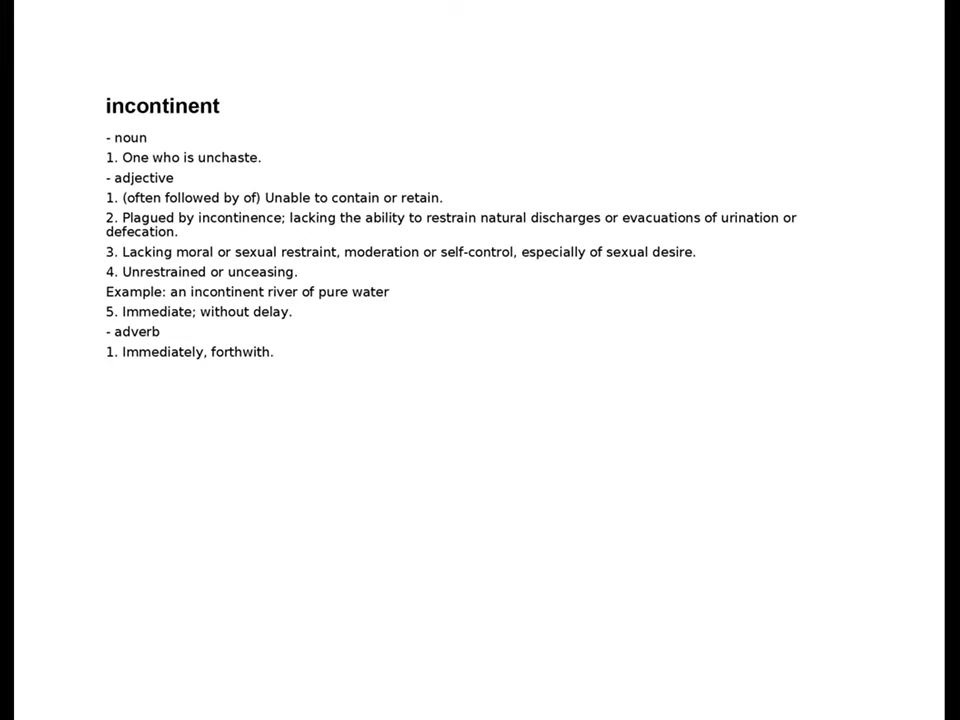 incontinent
- noun
1. One who is unchaste.
- adjective
1. (often followed by of) Unable to contain or retain.
2. Plagued by incontinence; lacking the ability to restrain natural discharges or evacuations of urination or
defecation.
3. Lacking moral or sexual restraint, moderation or self-control, especially of sexual desire.
4. Unrestrained or unceasing.
Example: an incontinent river of pure water
5. Immediate; without delay.
- adverb
1. Immediately, forthwith.